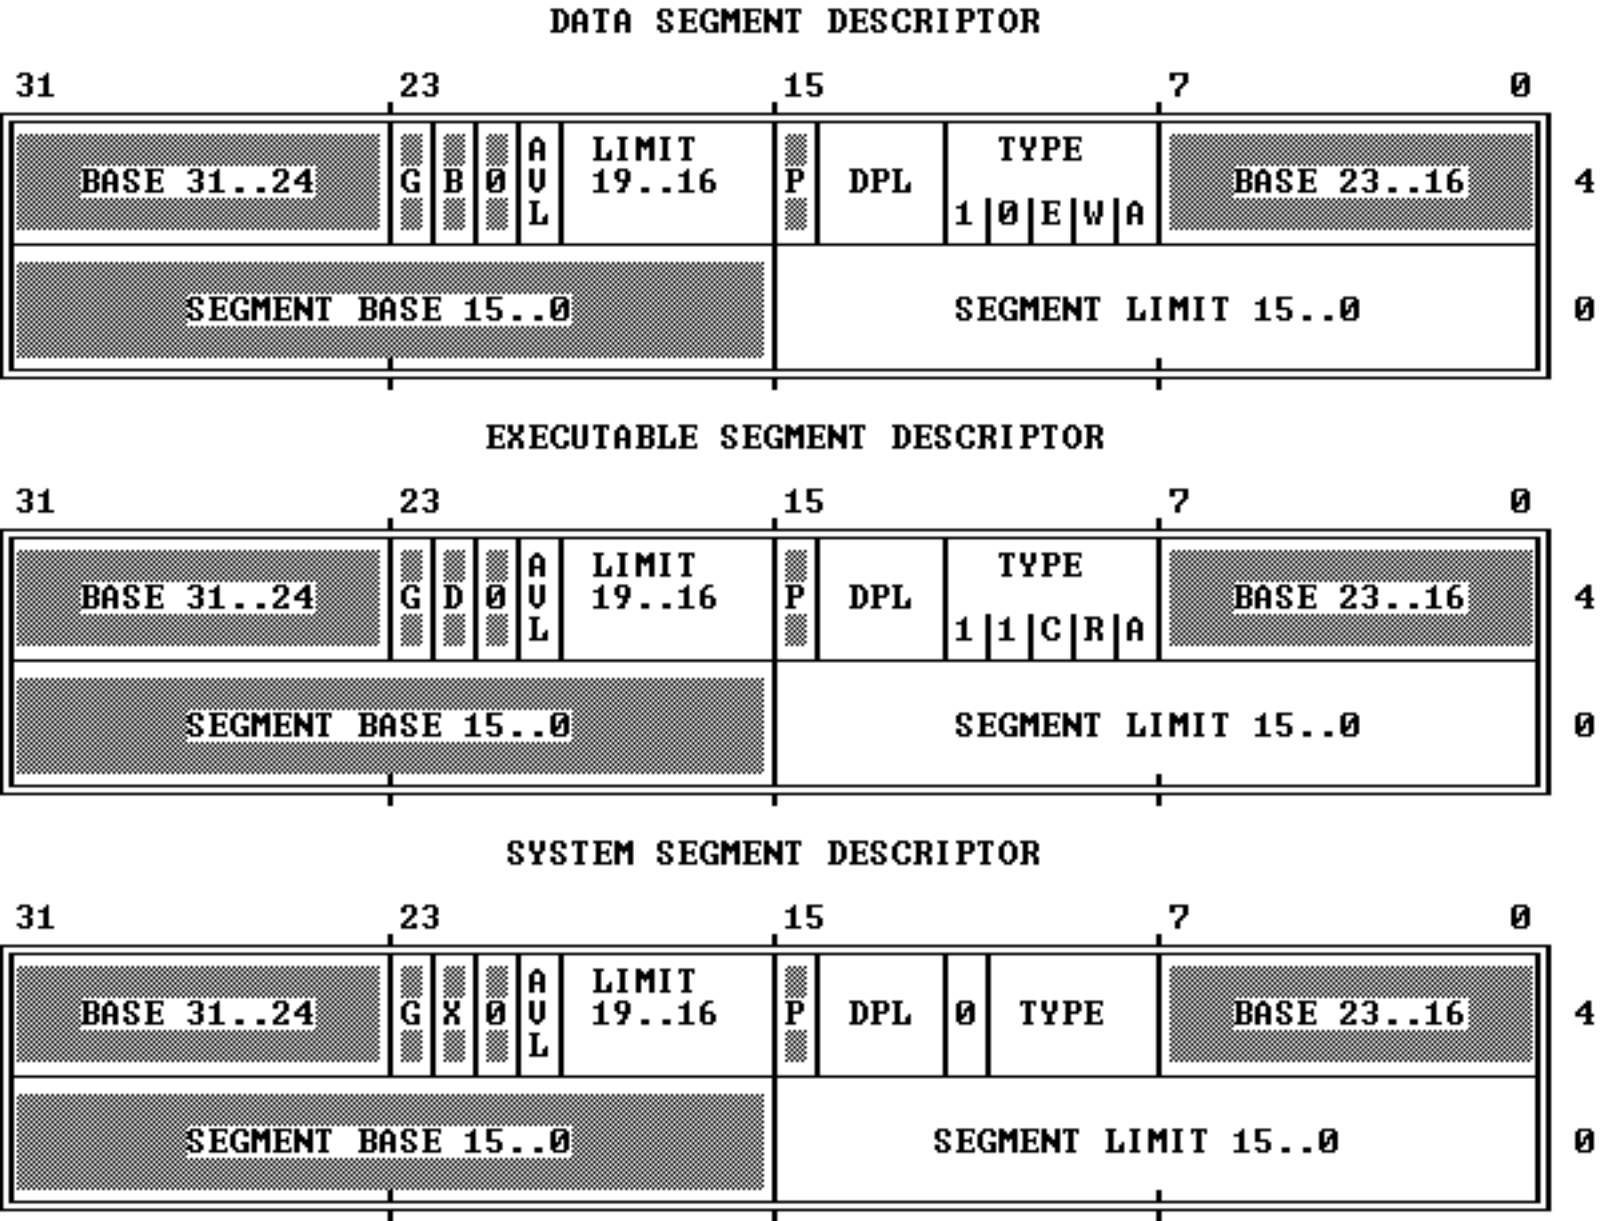 DATA SEGMENT DESCRIPTOR
31 23 15 7 0
A LIMIT TYPE
BASE 31..24 G B 0 V 19..16 P DPL BASE 23..16 4
L 1 0 E W A
SEGMENT BASE 15..0 SEGMENT LIMIT 15..0 0
EXECUTABLE SEGMENT DESCRIPTOR
31 23 15 7 0
A LIMIT TYPE
BASE 31..24 G D 0 V 19..16 P DPL BASE 23..16 4
L 1 1 C R A
SEGMENT BASE 15..0 SEGMENT LIMIT 15..0 0
SYSTEM SEGMENT DESCRIPTOR
31 23 15 7 0
A LIMIT
BASE 31..24 G X 0 V 19..16 P DPL 0 TYPE BASE 23..16 4
L
SEGMENT BASE 15..0 SEGMENT LIMIT 15..0 0